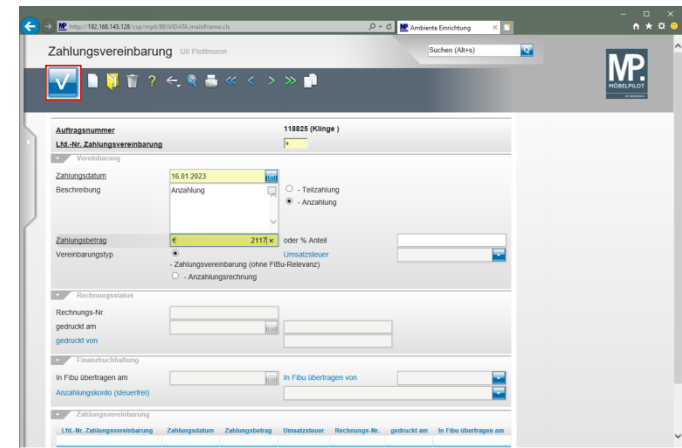 http://192.168.145.128/csp/mp8/BEWIDATA.mainFrame.cls
MP Ambiente Einrichtung
Zahlungsvereinbarung Uli Flottmann
Suchen (Alt+s)
MP.
MÖBELPILOT
Auftragsnummer 118825 (Klinge )
Lfd.-Nr. Zahlungsvereinbarung +
Vereinbarung
Zahlungsdatum 16.01.2023
Beschreibung Anzahlung - Teilzahlung
- Anzahlung
Zahlungsbetrag € 2117 × oder % Anteil
Vereinbarungstyp Umsatzsteuer
- Zahlungsvereinbarung (ohne FIBu-Relevanz)
- Anzahlungsrechnung
Rechnungsstatus
Rechnungs-Nr.
gedruckt am
gedruckt von
Finanzbuchhaltung
In Fibu übertragen am In Fibu übertragen von
Anzahlungskonto (steuerfrei)
Zahlungsvereinbarung
Lfd.-Nr. Zahlungsvereinbarung Zahlungsdatum Zahlungsbetrag Umsatzsteuer Rechnungs-Nr. gedruckt am In Fibu übertragen am